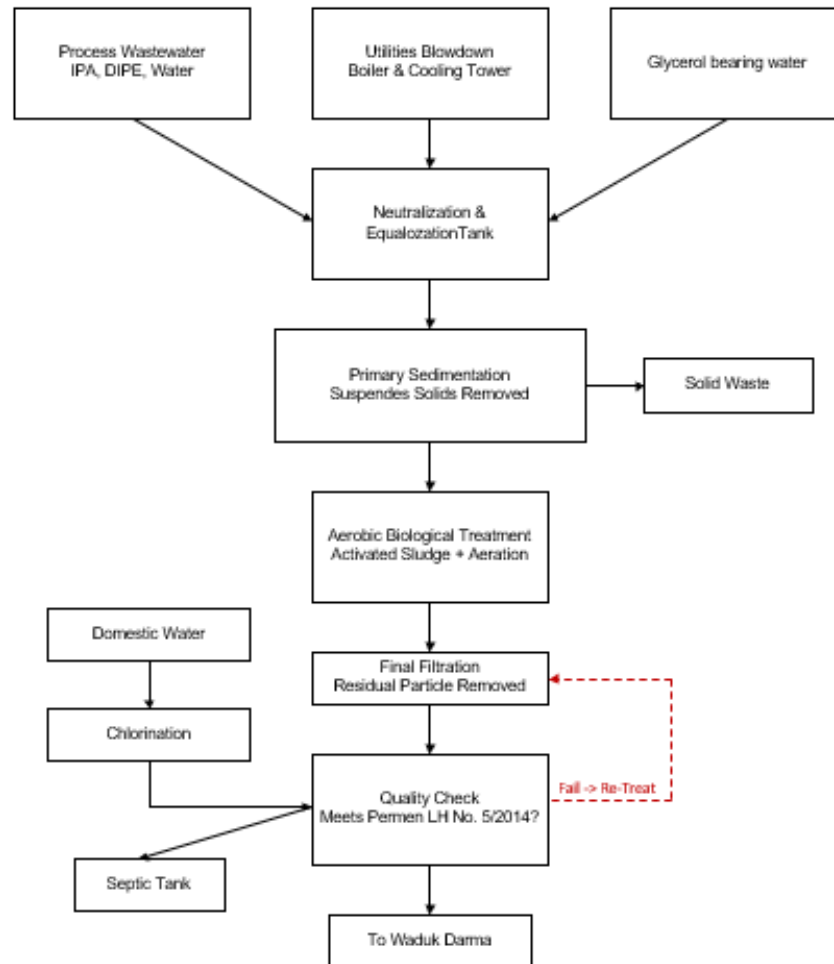 Process Wastewater
IPA, DIPE, Water
Utilities Blowdown
Boiler & Cooling Tower
Glycerol bearing water
Neutralization &
EqualozationTank
Primary Sedimentation
Suspendes Solids Removed
Solid Waste
Aerobic Biological Treatment
Activated Sludge + Aeration
Domestic Water
Final Filtration
Residual Particle Removed
Chlorination
Quality Check
Meets Permen LH No. 5/2014?
Fail -> Re-Treat
Septic Tank
To Waduk Darma